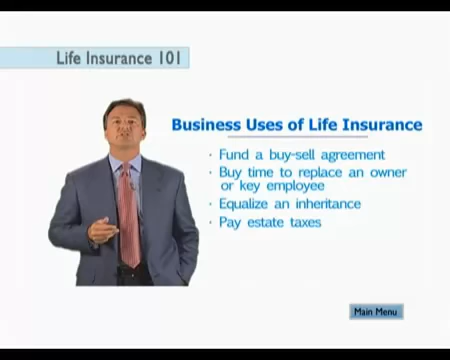 Life Insurance 101
Business Uses of Life Insurance
· Fund a buy-sell agreement
· Buy time to replace an owner
or key employee
· Equalize an inheritance
· Pay estate taxes
Main Menu